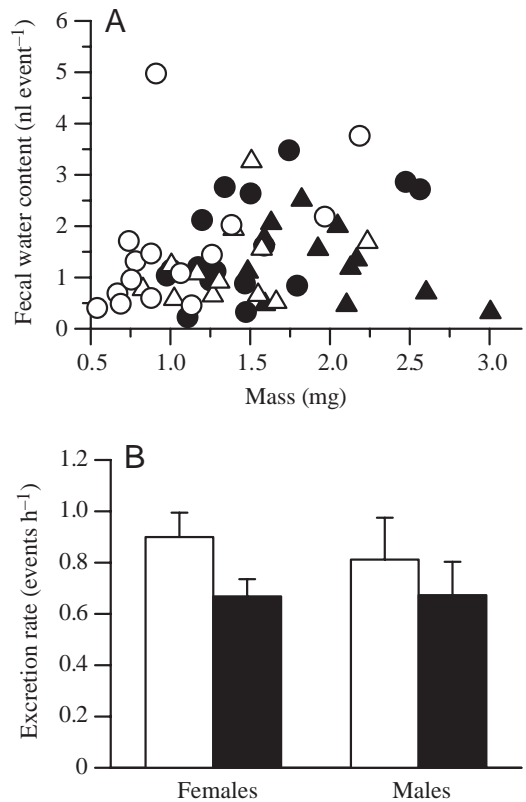 A
Fecal water content (nl event⁻¹)
6
5
4
3
2
1
0
0.5 1.0 1.5 2.0 2.5 3.0
Mass (mg)
B
Excretion rate (events h⁻¹)
1.2
1.0
0.8
0.6
0.4
0.2
0
Females Males